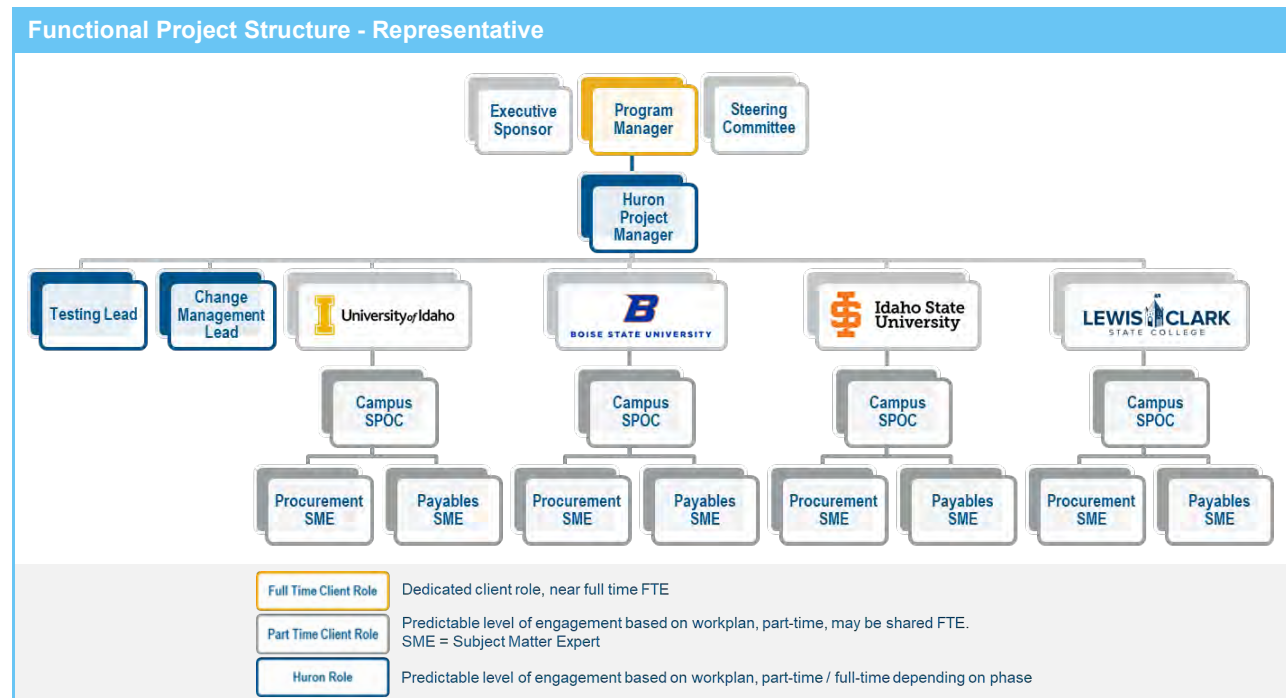 Functional Project Structure - Representative
Executive
Sponsor
Program
Manager
Steering
Committee
Huron
Project
Manager
Testing Lead
Change
Management
Lead
I
University of Idaho
B
BOISE STATE UNIVERSITY
Idaho State
University
LEWIS CLARK
STATE COLLEGE
Campus
SPOC
Campus
SPOC
Campus
SPOC
Campus
SPOC
Procurement
SME
Payables
SME
Procurement
SME
Payables
SME
Procurement
SME
Payables
SME
Procurement
SME
Payables
SME
Full Time Client Role
Dedicated client role, near full time FTE
Part Time Client Role
Predictable level of engagement based on workplan, part-time, may be shared FTE.
SME = Subject Matter Expert
Huron Role
Predictable level of engagement based on workplan, part-time / full-time depending on phase